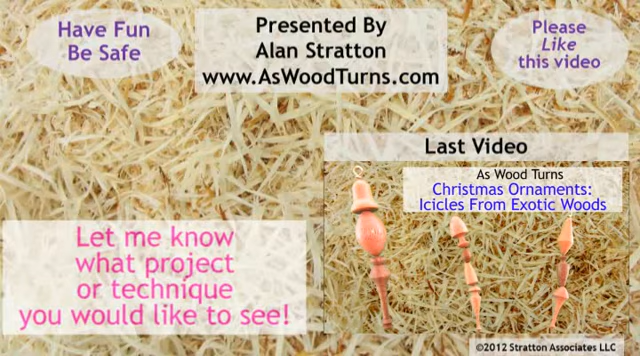 Have Fun
Be Safe
Presented By
Alan Stratton
www.AsWoodTurns.com
Please
Like
this video
Last Video
As Wood Turns
Christmas Ornaments:
Icicles From Exotic Woods
Let me know
what project
or technique
you would like to see!
©2012 Stratton Associates LLC